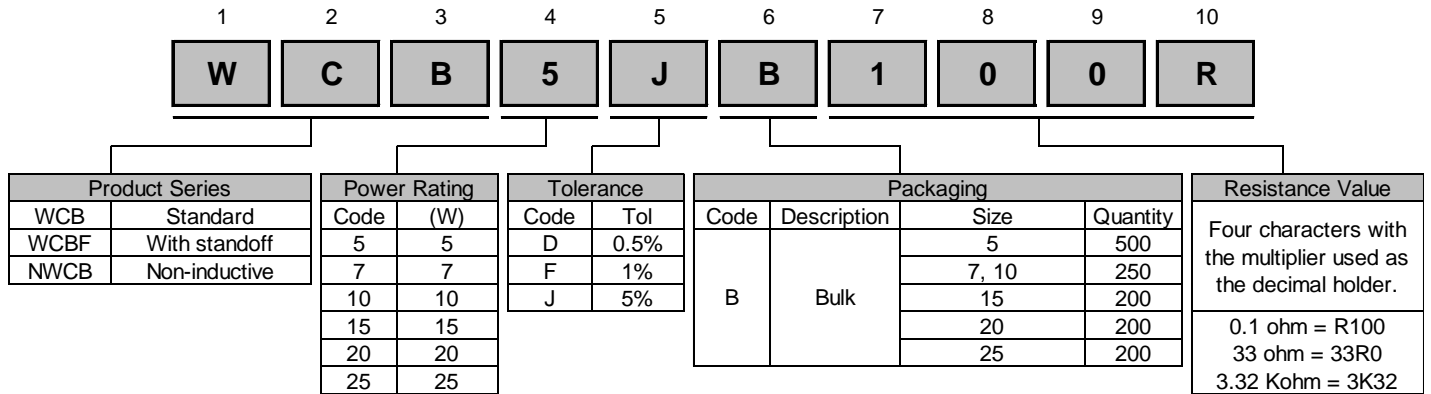 1 2 3 4 5 6 7 8 9 10
W C B 5 J B 1 0 0 R
Product Series
WCB Standard
WCBF With standoff
NWCB Non-inductive
Power Rating
Code (W)
5 5
7 7
10 10
15 15
20 20
25 25
Tolerance
Code Tol
D 0.5%
F 1%
J 5%
Packaging
Code Description Size Quantity
B Bulk
5 500
7, 10 250
15 200
20 200
25 200
Resistance Value
Four characters with
the multiplier used as
the decimal holder.
0.1 ohm = R100
33 ohm = 33R0
3.32 Kohm = 3K32